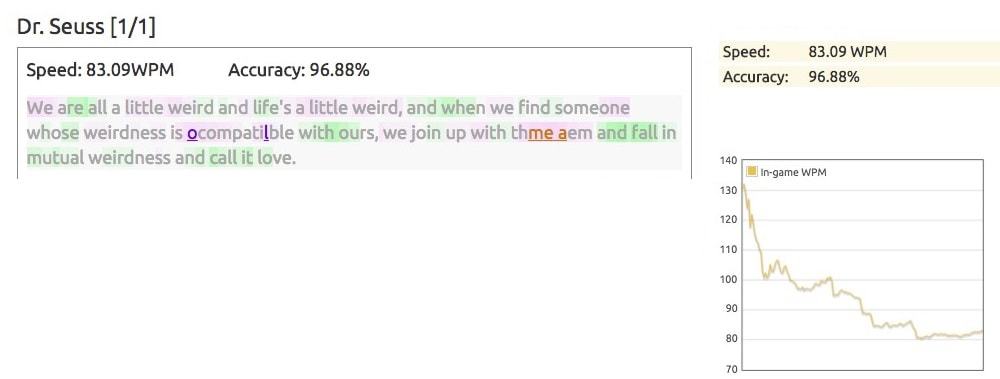 Dr. Seuss [1/1]
Speed: 83.09WPM Accuracy: 96.88%
We are all a little weird and life's a little weird, and when we find someone
whose weirdness is ocompatilble with ours, we join up with thme aem and fall in
mutual weirdness and call it love.
Speed: 83.09 WPM
Accuracy: 96.88%
140
In-game WPM
130
120
110
100
90
80
70